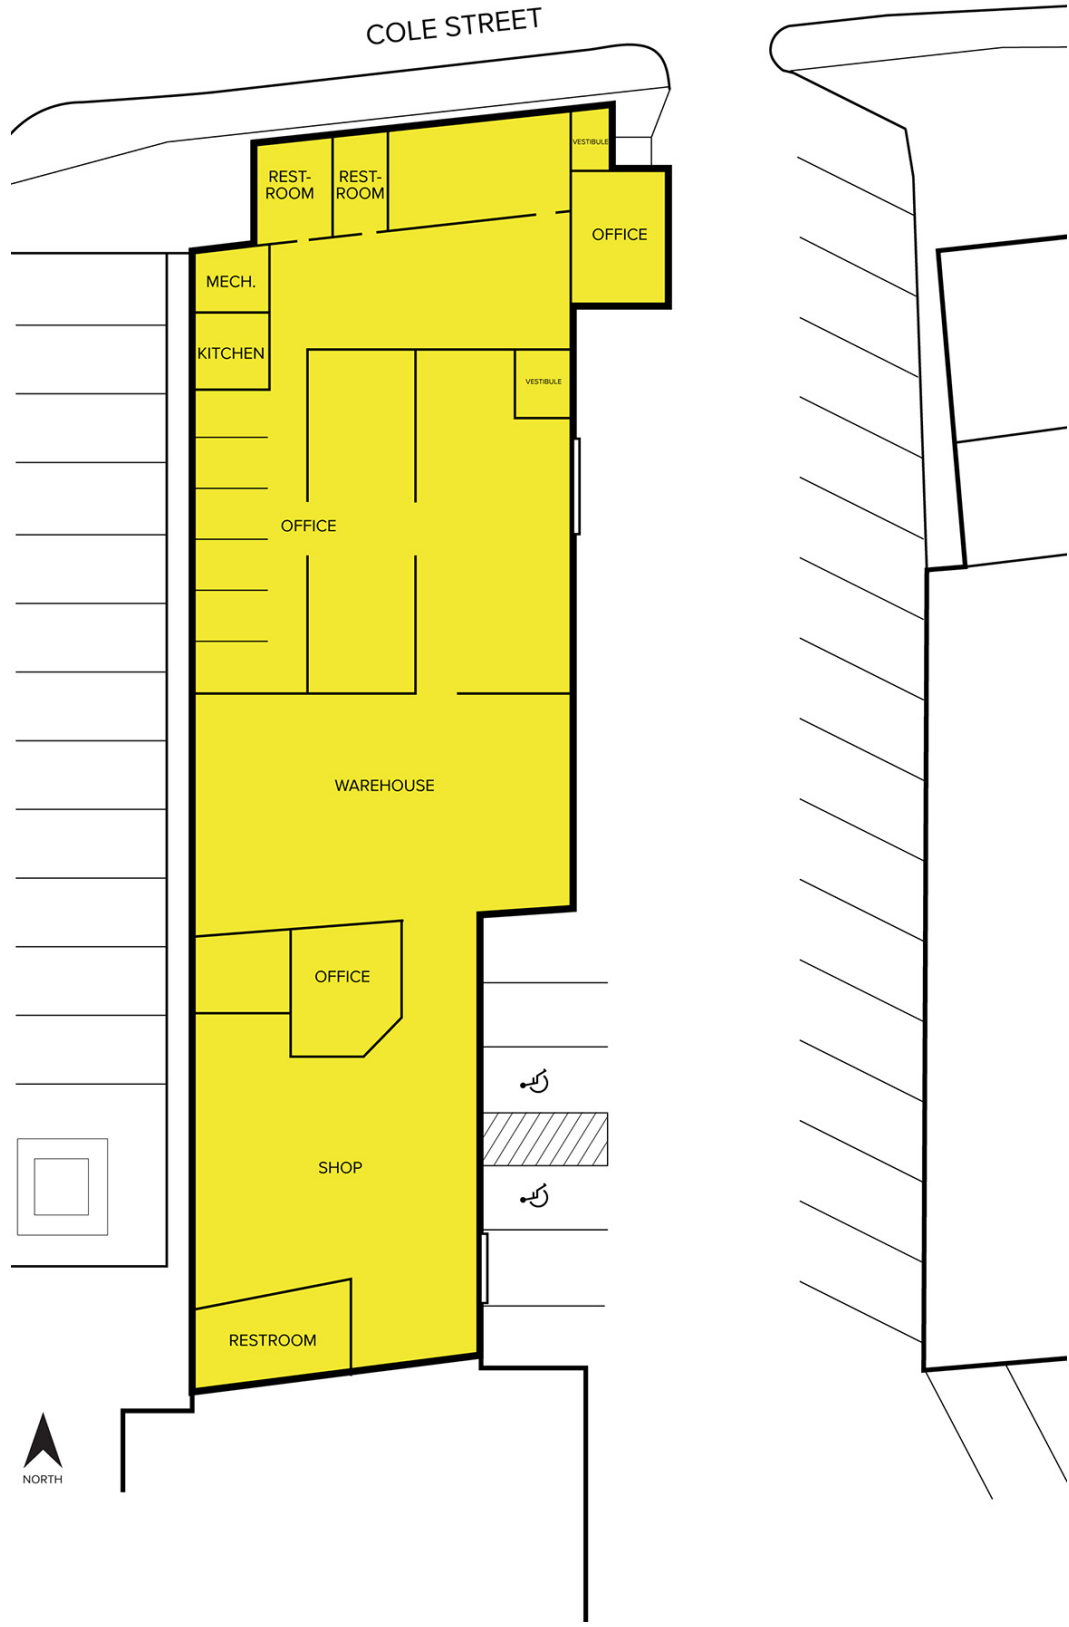 COLE STREET
VESTIBULE
REST-
ROOM
REST-
ROOM
OFFICE
MECH.
KITCHEN
VESTIBULE
OFFICE
WAREHOUSE
OFFICE
SHOP
RESTROOM
NORTH